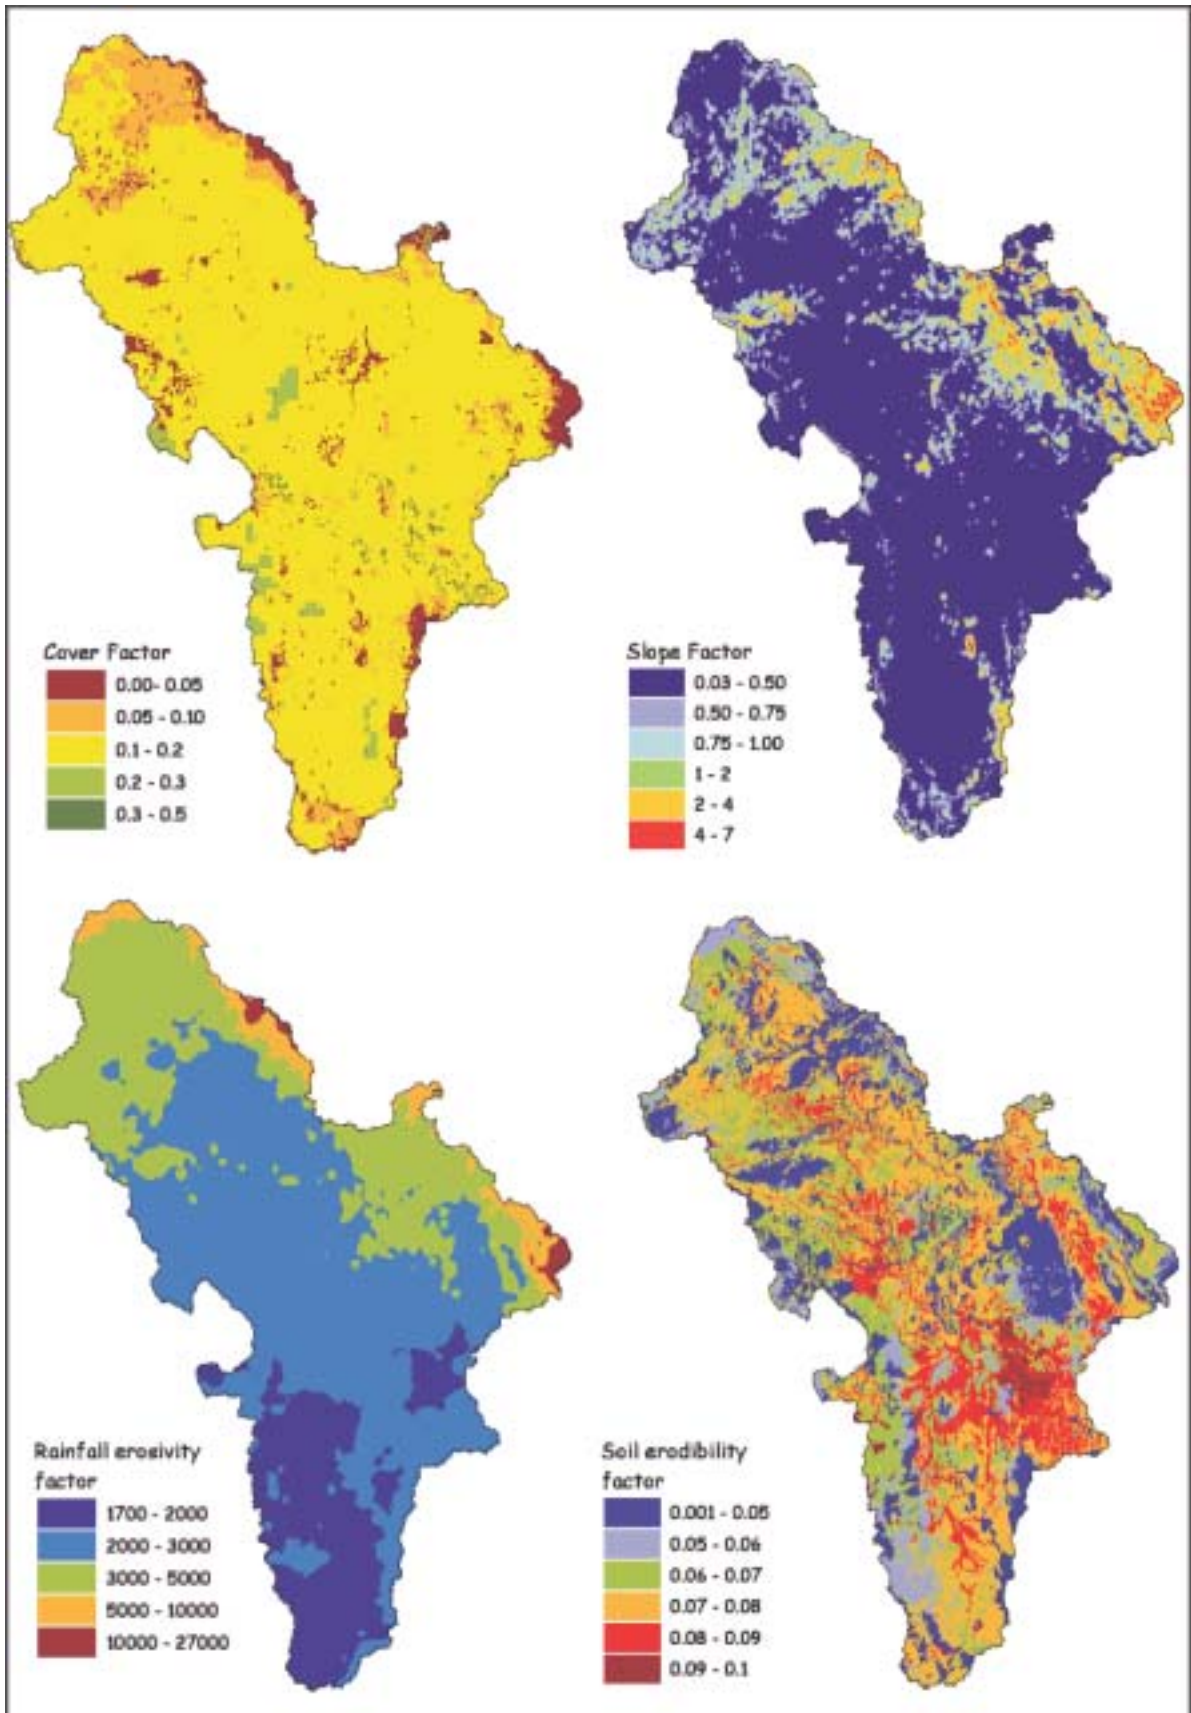 Cover Factor
0.00- 0.05
0.05 - 0.10
0.1 - 0.2
0.2 - 0.3
0.3 - 0.5
Slope Factor
0.03 - 0.50
0.50 - 0.75
0.75 - 1.00
1 - 2
2 - 4
4 - 7
Rainfall erosivity
factor
1700 - 2000
2000 - 3000
3000 - 5000
5000 - 10000
10000 - 27000
Soil erodibility
factor
0.001 - 0.05
0.05 - 0.06
0.06 - 0.07
0.07 - 0.08
0.08 - 0.09
0.09 - 0.1